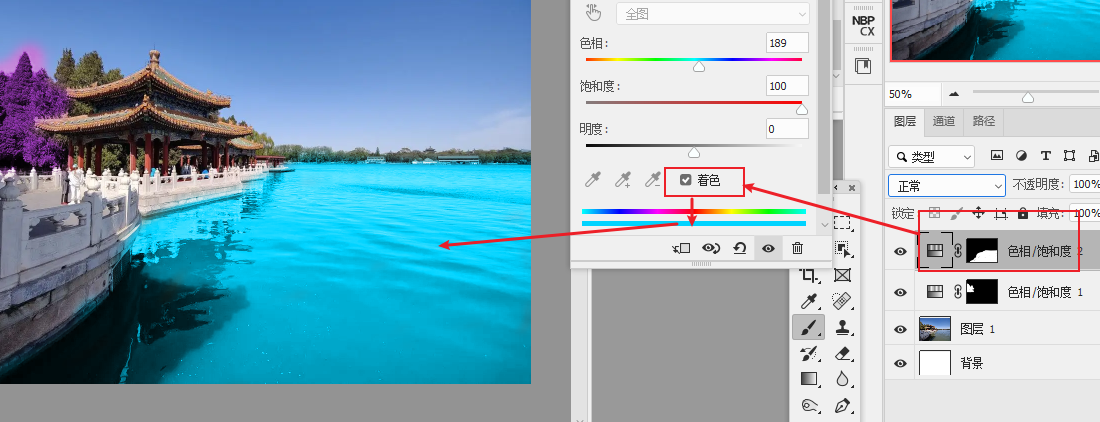 全图
色相:
189
饱和度:
100
明度:
0
着色
NBP
CX
50%
图层
通道
路径
类型
正常
不透明度:
100%
锁定
填充:
100%
色相/饱和度 2
色相/饱和度 1
图层 1
背景